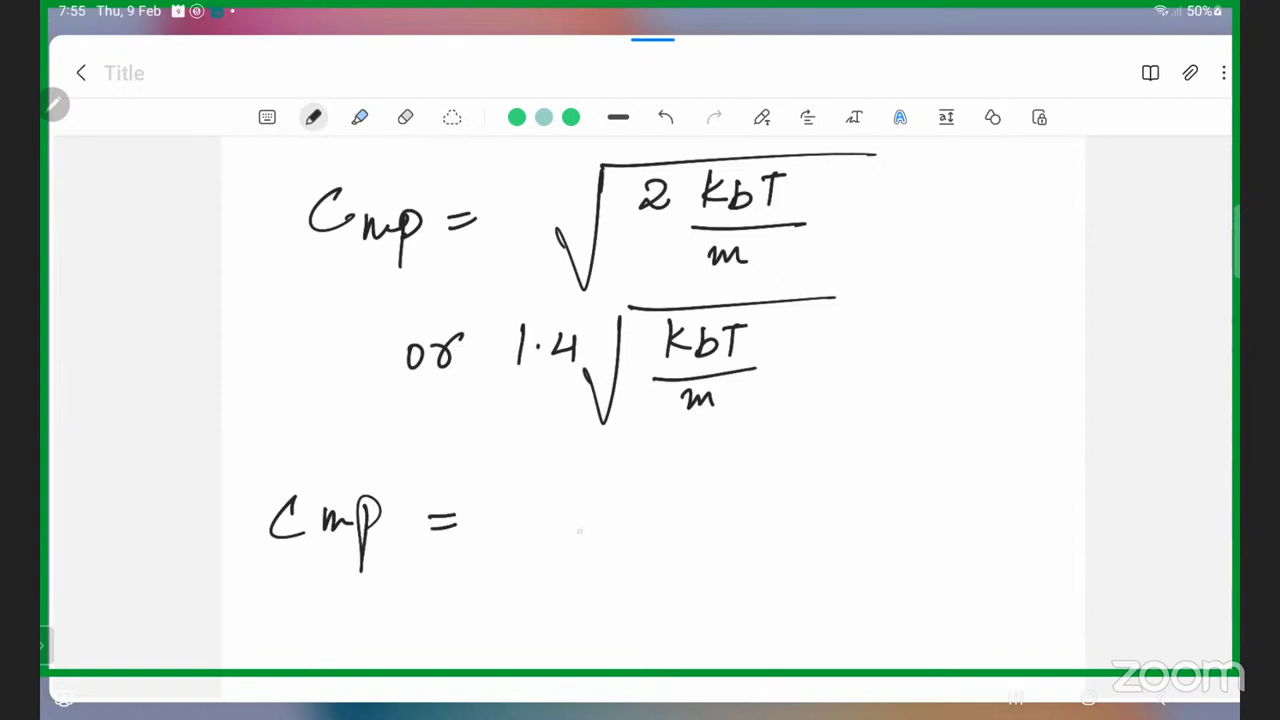 7:55 Thu, 9 Feb
50%
Title
Cmp = √ 2 KbT / m
or 1.4 √ KbT / m
Cmp =
zoom